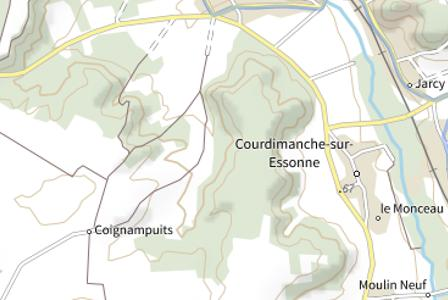 Jarcy
Courdimanche-sur-
Essonne
67
le Monceau
Coignampuits
Moulin Neuf